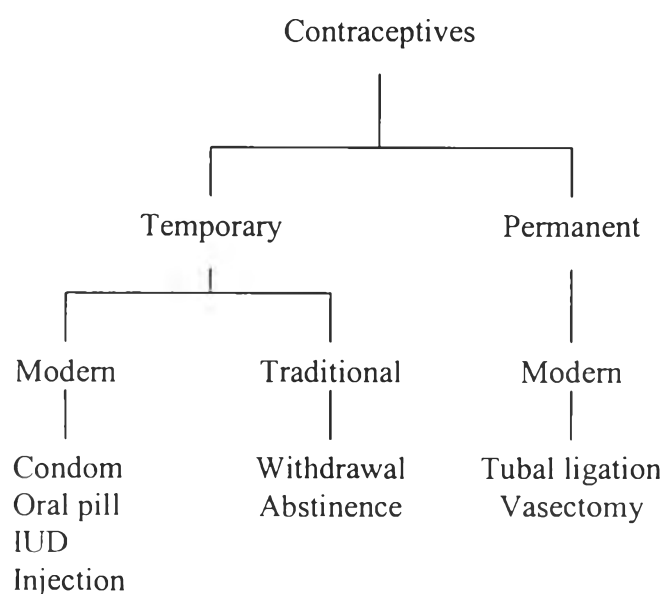 Contraceptives
Temporary Permanent
Modern Traditional Modern
Condom Withdrawal Tubal ligation
Oral pill Abstinence Vasectomy
IUD
Injection